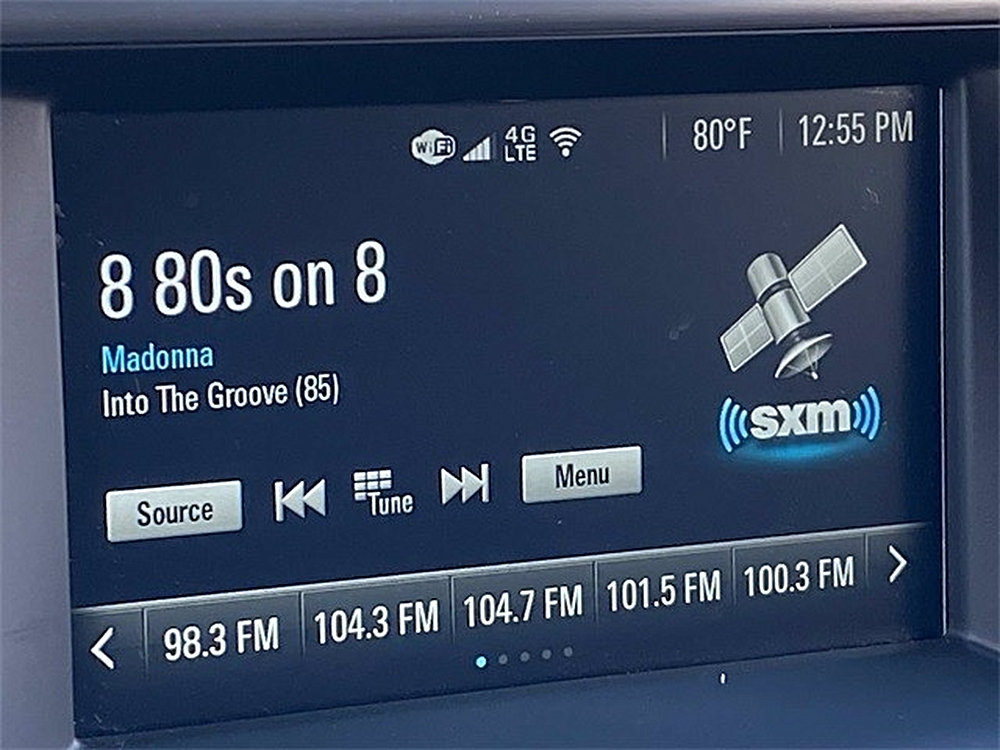 WiFi 4G LTE 80°F 12:55 PM
8 80s on 8
Madonna
Into The Groove (85)
sxm
Source Tune Menu
98.3 FM 104.3 FM 104.7 FM 101.5 FM 100.3 FM